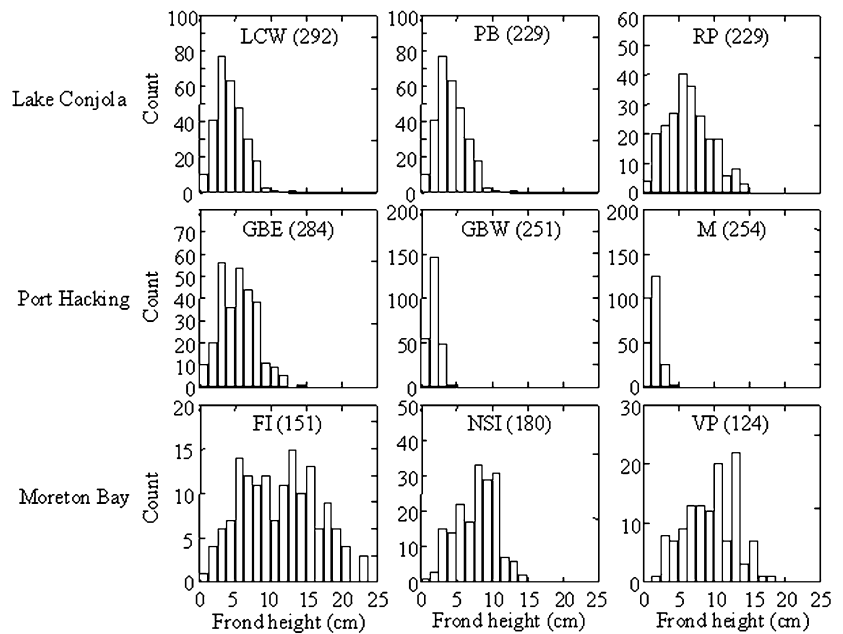 LCW (292) PB (229) RP (229)
Lake Conjola
Count
100 80 60 40 20 0
100 80 60 40 20 0
60 50 40 30 20 10 0
GBE (284) GBW (251) M (254)
Port Hacking
Count
70 60 50 40 30 20 10 0
200 150 100 50 0
200 150 100 50 0
FI (151) NSI (180) VP (124)
Moreton Bay
Count
20 15 10 5 0
50 40 30 20 10 0
30 20 10 0
0 5 10 15 20 25 0 5 10 15 20 25 0 5 10 15 20 25
Frond height (cm) Frond height (cm) Frond height (cm)